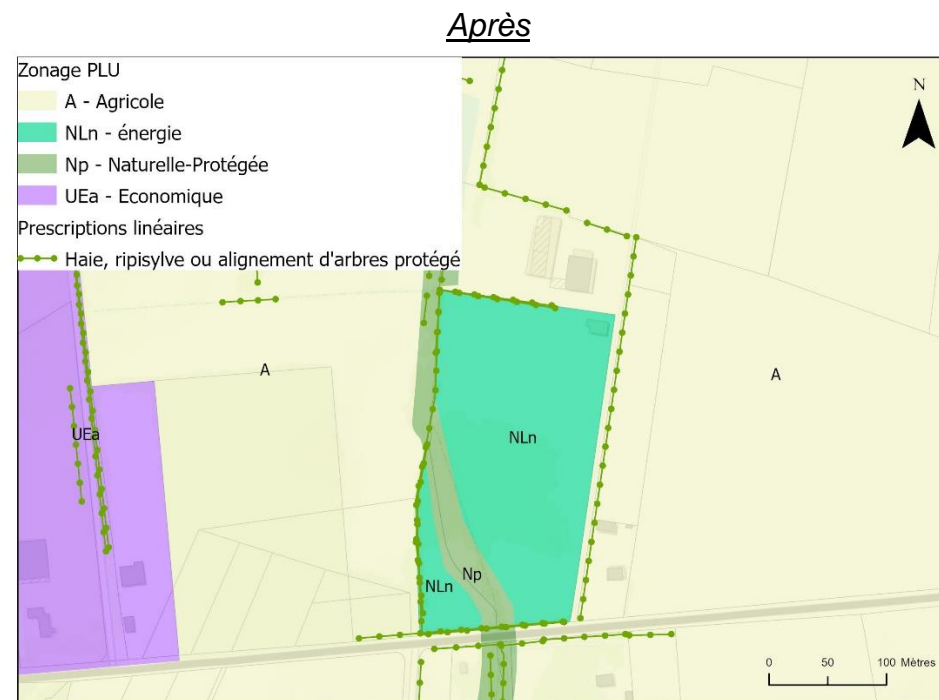 Après
Zonage PLU
A - Agricole
NLn - énergie
Np - Naturelle-Protégée
UEa - Economique
Prescriptions linéaires
Haie, ripisylve ou alignement d'arbres protégé
N
A
A
UEa
NLn
NLn
Np
0 50 100 Mètres